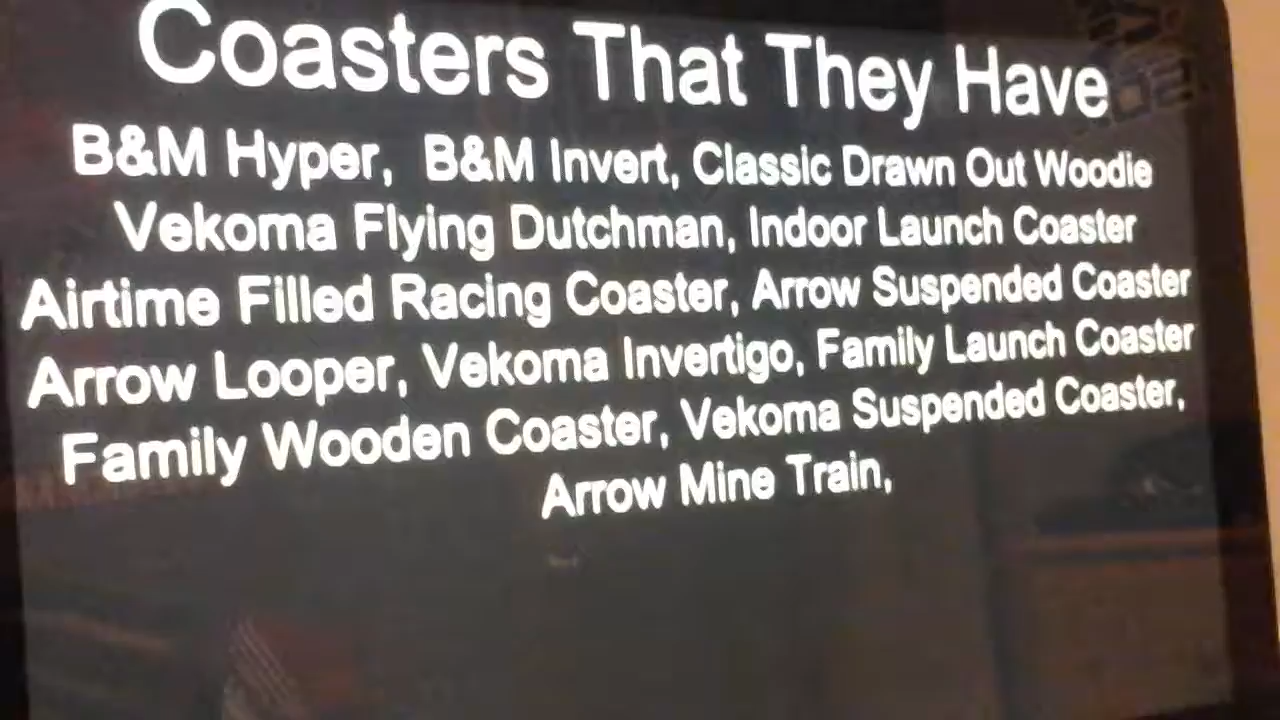 Coasters That They Have
B&M Hyper, B&M Invert, Classic Drawn Out Woodie
Vekoma Flying Dutchman, Indoor Launch Coaster
Airtime Filled Racing Coaster, Arrow Suspended Coaster
Arrow Looper, Vekoma Invertigo, Family Launch Coaster
Family Wooden Coaster, Vekoma Suspended Coaster,
Arrow Mine Train,